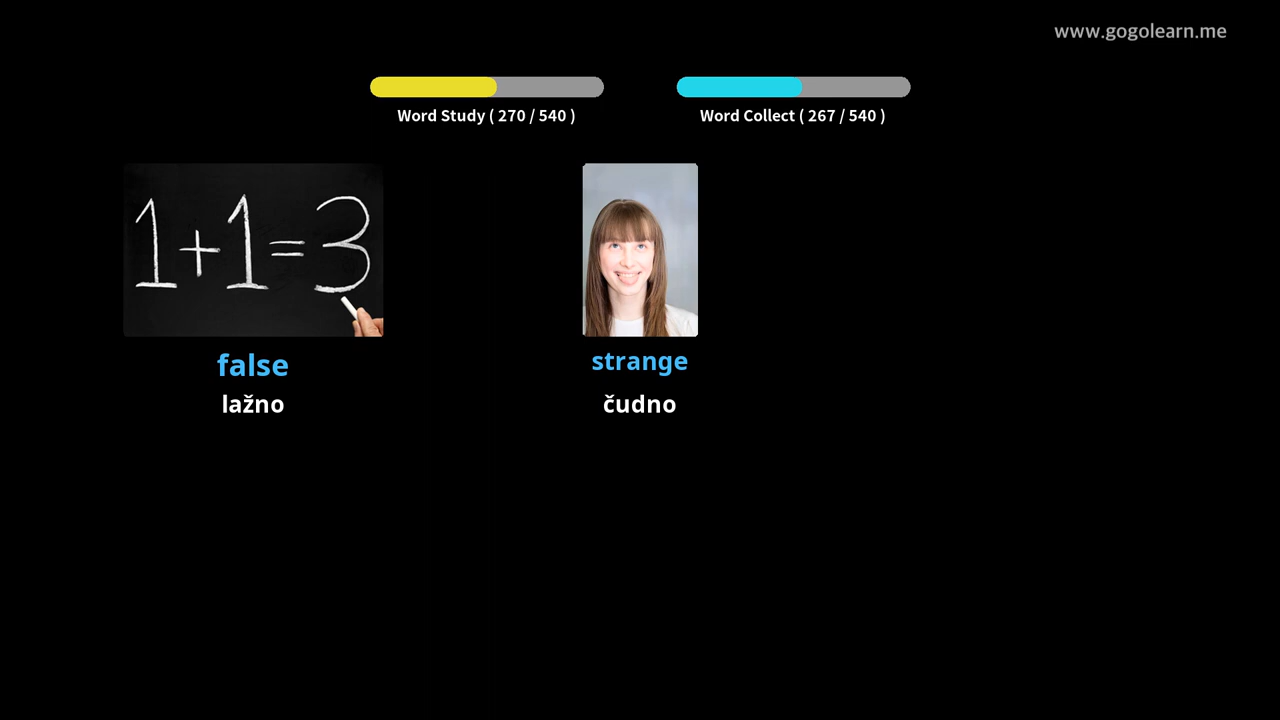 www.gogolearn.me
Word Study ( 270 / 540 )
Word Collect ( 267 / 540 )
1+1=3
false
lažno
strange
čudno